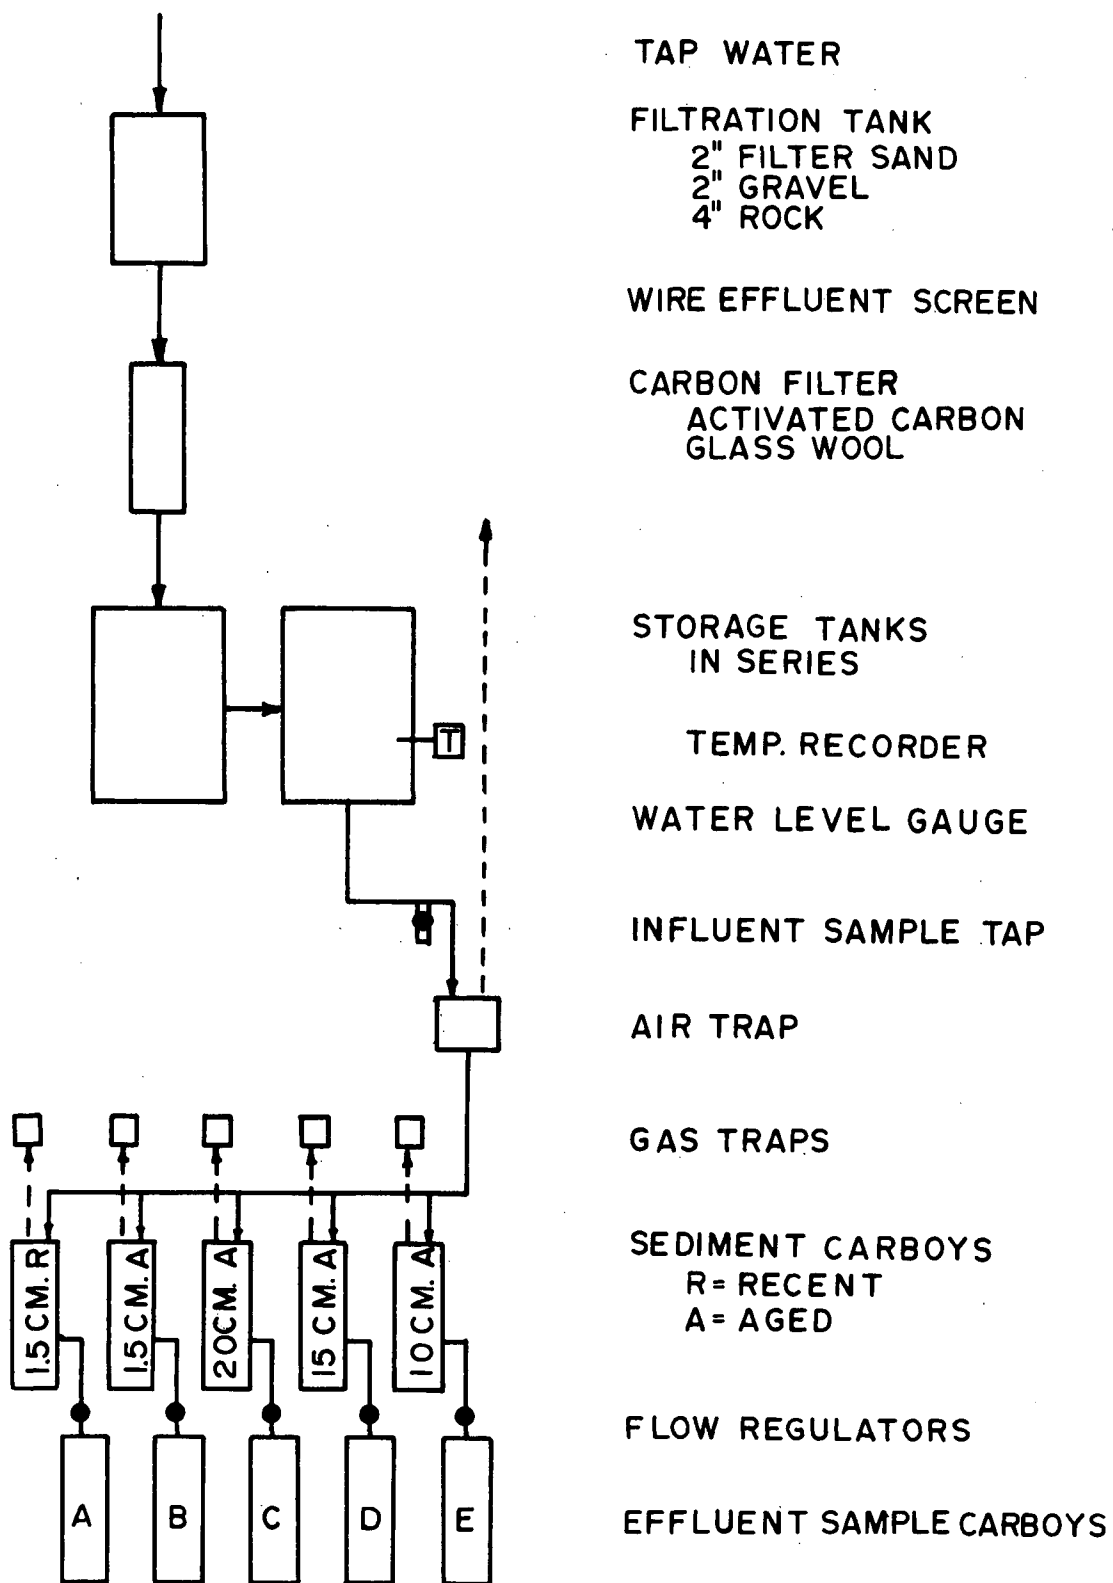 TAP WATER
FILTRATION TANK
2" FILTER SAND
2" GRAVEL
4" ROCK
WIRE EFFLUENT SCREEN
CARBON FILTER
ACTIVATED CARBON
GLASS WOOL
STORAGE TANKS
IN SERIES
T
TEMP. RECORDER
WATER LEVEL GAUGE
INFLUENT SAMPLE TAP
AIR TRAP
GAS TRAPS
1.5 CM. R
1.5 CM. A
20CM. A
15 CM. A
10 CM. A
SEDIMENT CARBOYS
R= RECENT
A= AGED
FLOW REGULATORS
A
B
C
D
E
EFFLUENT SAMPLE CARBOYS